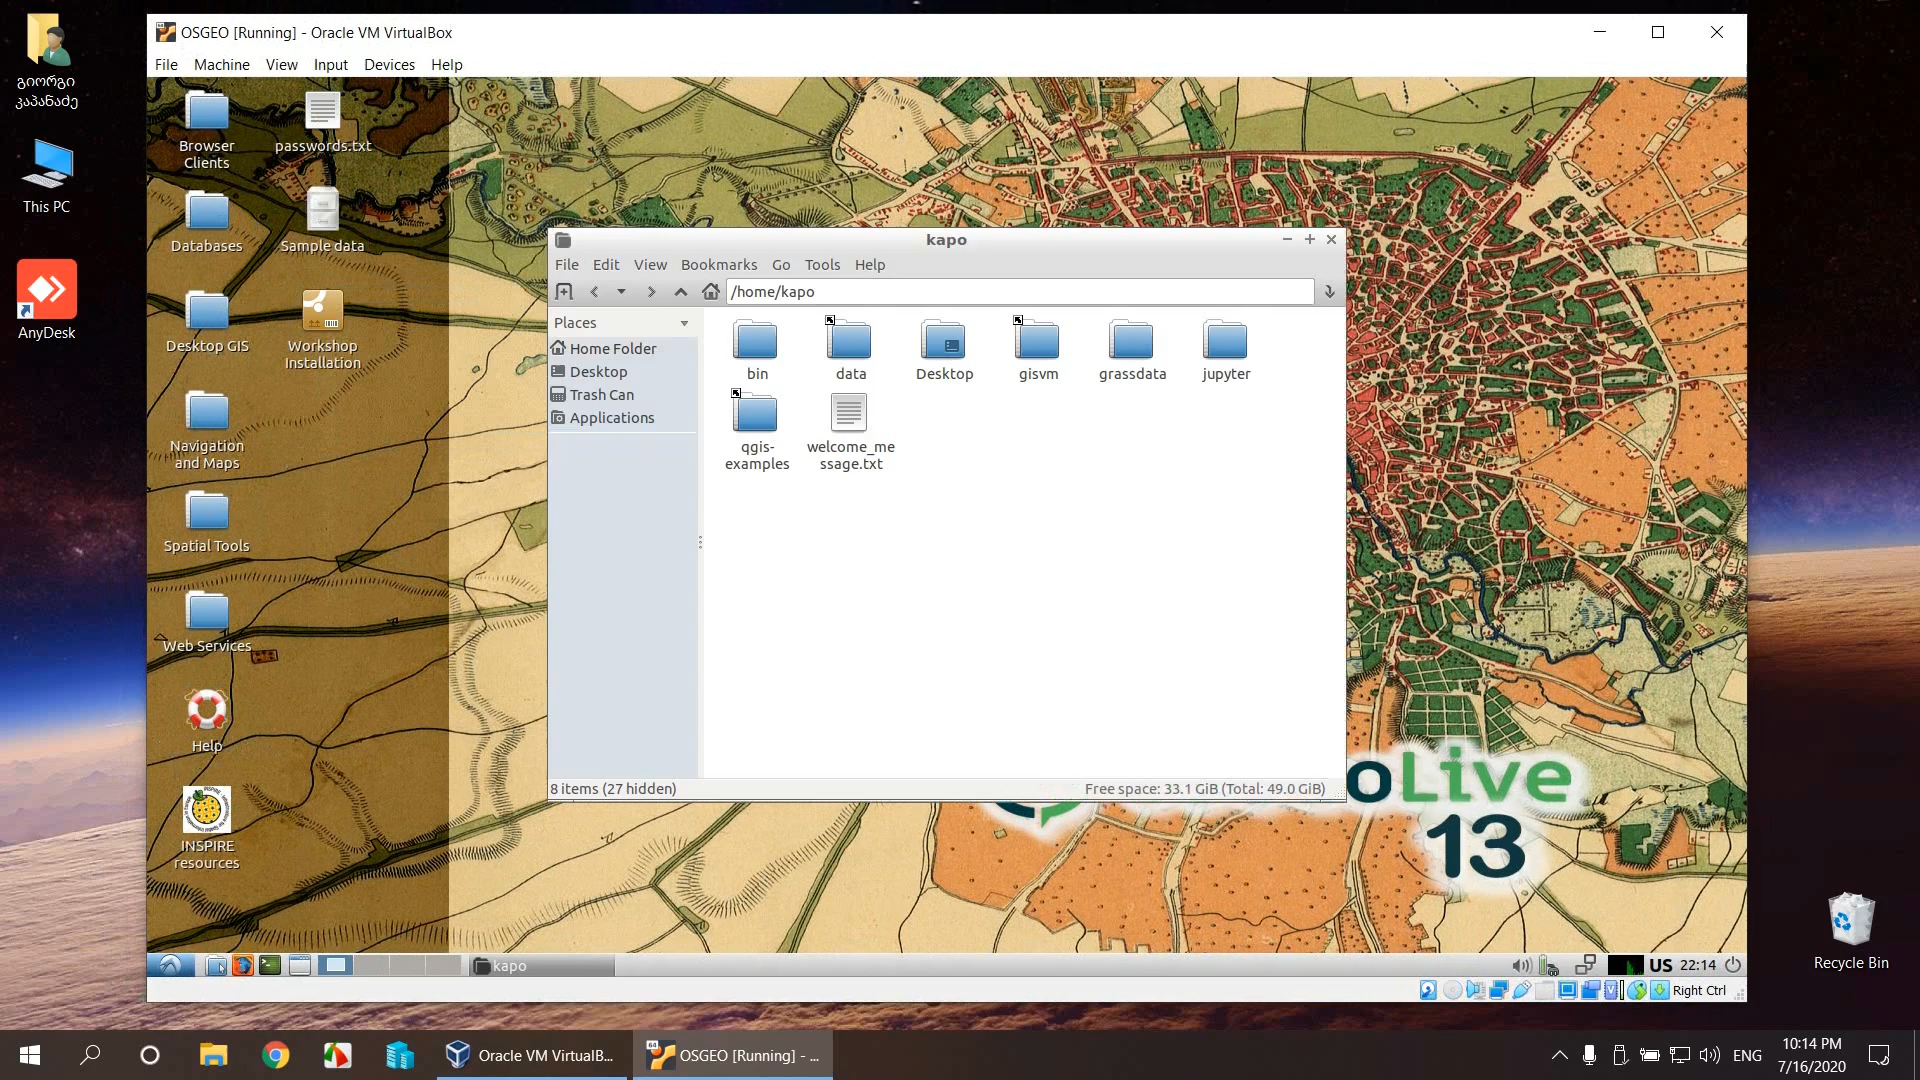 OSGEO [Running] - Oracle VM VirtualBox
File Machine View Input Devices Help
გიორგი
კაპანაძე
This PC
AnyDesk
Browser
Clients
passwords.txt
Databases
Sample data
Desktop GIS
Workshop
Installation
Navigation
and Maps
Spatial Tools
Web Services
Help
INSPIRE
resources
kapo
File Edit View Bookmarks Go Tools Help
/home/kapo
Places
Home Folder
Desktop
Trash Can
Applications
bin
data
Desktop
gisvm
grassdata
jupyter
qgis-
examples
welcome_me
ssage.txt
8 items (27 hidden)
Free space: 33.1 GiB (Total: 49.0 GiB)
oLive
13
kapo
US 22:14
Right Ctrl
Recycle Bin
Oracle VM VirtualB...
64
OSGEO [Running] - ...
ENG
10:14 PM
7/16/2020